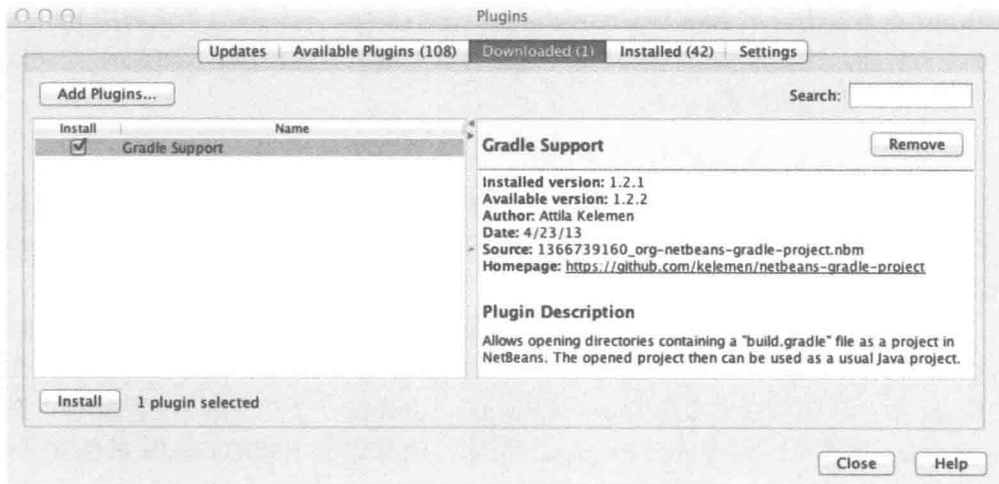 Plugins
Updates Available Plugins (108) Downloaded (1) Installed (42) Settings
Add Plugins...
Search:
Install Name
Gradle Support
Gradle Support
Remove
Installed version: 1.2.1
Available version: 1.2.2
Author: Attila Kelemen
Date: 4/23/13
Source: 1366739160_org-netbeans-gradle-project.nbm
Homepage: https://github.com/kelemen/netbeans-gradle-project
Plugin Description
Allows opening directories containing a "build.gradle" file as a project in
NetBeans. The opened project then can be used as a usual Java project.
Install 1 plugin selected
Close Help